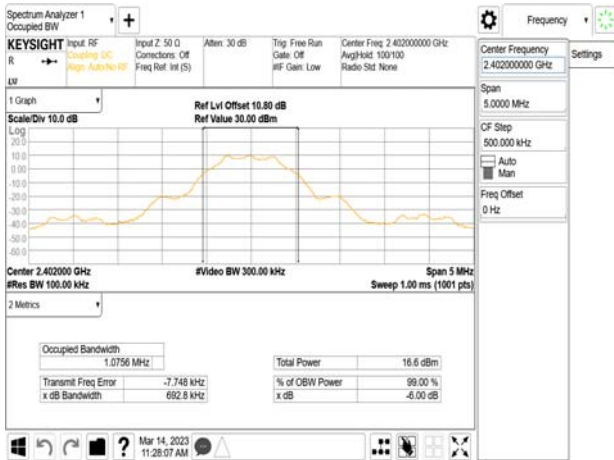 Spectrum Analyzer 1
Occupied BW
+
Frequency
KEYSIGHT
R
LVI
Input: RF
Coupling: DC
Align: Auto/No RF
Input Z: 50 Ω
Corrections: Off
Freq Ref: Int (S)
Atten: 30 dB
Trig: Free Run
Gate: Off
#IF Gain: Low
Center Freq: 2.402000000 GHz
Avg|Hold: 100/100
Radio Std: None
Center Frequency
2.402000000 GHz
Settings
Span
5.0000 MHz
CF Step
500.000 kHz
Auto
Man
Freq Offset
0 Hz
1 Graph
Scale/Div 10.0 dB
Ref Lvl Offset 10.80 dB
Ref Value 30.00 dBm
Log
20.0
10.0
0.00
-10.0
-20.0
-30.0
-40.0
-50.0
-60.0
Center 2.402000 GHz
#Res BW 100.00 kHz
#Video BW 300.00 kHz
Span 5 MHz
Sweep 1.00 ms (1001 pts)
2 Metrics
Occupied Bandwidth
1.0756 MHz
Total Power 16.6 dBm
Transmit Freq Error -7.748 kHz
% of OBW Power 99.00 %
x dB Bandwidth 692.8 kHz
x dB -6.00 dB
?
Mar 14, 2023
11:28:07 AM